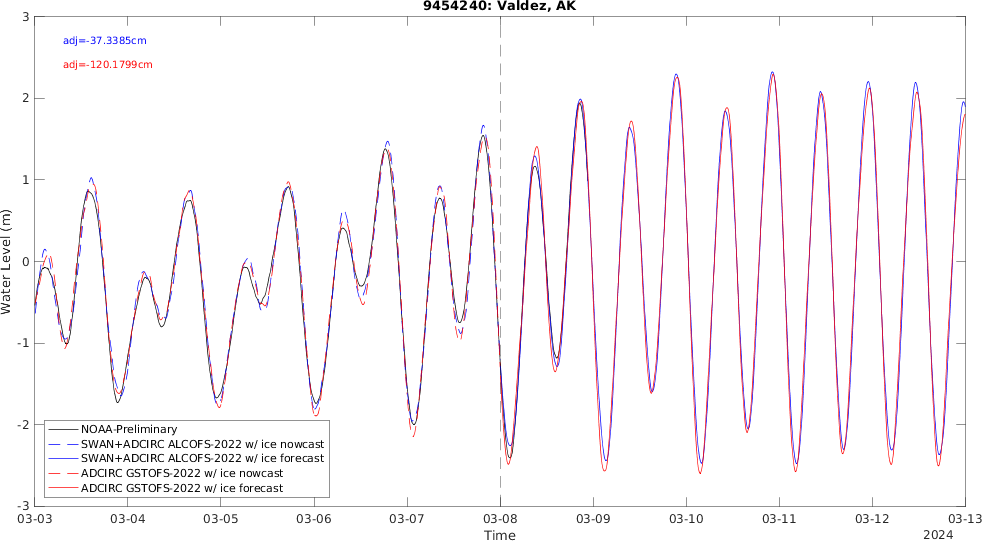 9454240: Valdez, AK
adj=-37.3385cm
adj=-120.1799cm
3
2
1
0
-1
-2
-3
Water Level (m)
NOAA-Preliminary
SWAN+ADCIRC ALCOFS-2022 w/ ice nowcast
SWAN+ADCIRC ALCOFS-2022 w/ ice forecast
ADCIRC GSTOFS-2022 w/ ice nowcast
ADCIRC GSTOFS-2022 w/ ice forecast
03-03 03-04 03-05 03-06 03-07 03-08 03-09 03-10 03-11 03-12 03-13
Time
2024